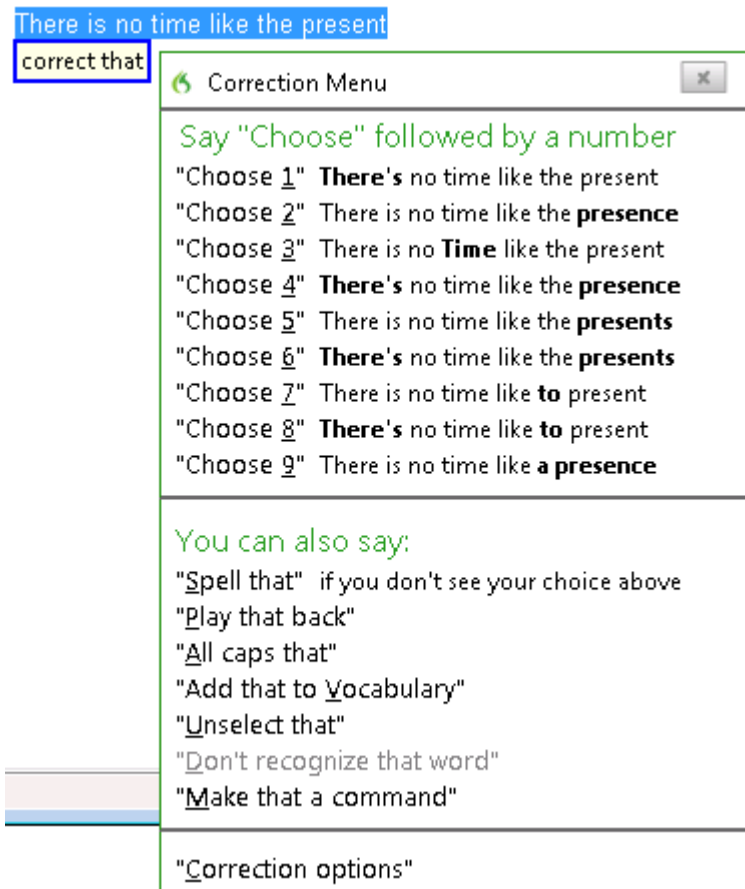 There is no time like the present
correct that
Correction Menu
Say "Choose" followed by a number
"Choose 1" There's no time like the present
"Choose 2" There is no time like the presence
"Choose 3" There is no Time like the present
"Choose 4" There's no time like the presence
"Choose 5" There is no time like the presents
"Choose 6" There's no time like the presents
"Choose 7" There is no time like to present
"Choose 8" There's no time like to present
"Choose 9" There is no time like a presence
You can also say:
"Spell that" if you don't see your choice above
"Play that back"
"All caps that"
"Add that to Vocabulary"
"Unselect that"
"Don't recognize that word"
"Make that a command"
"Correction options"